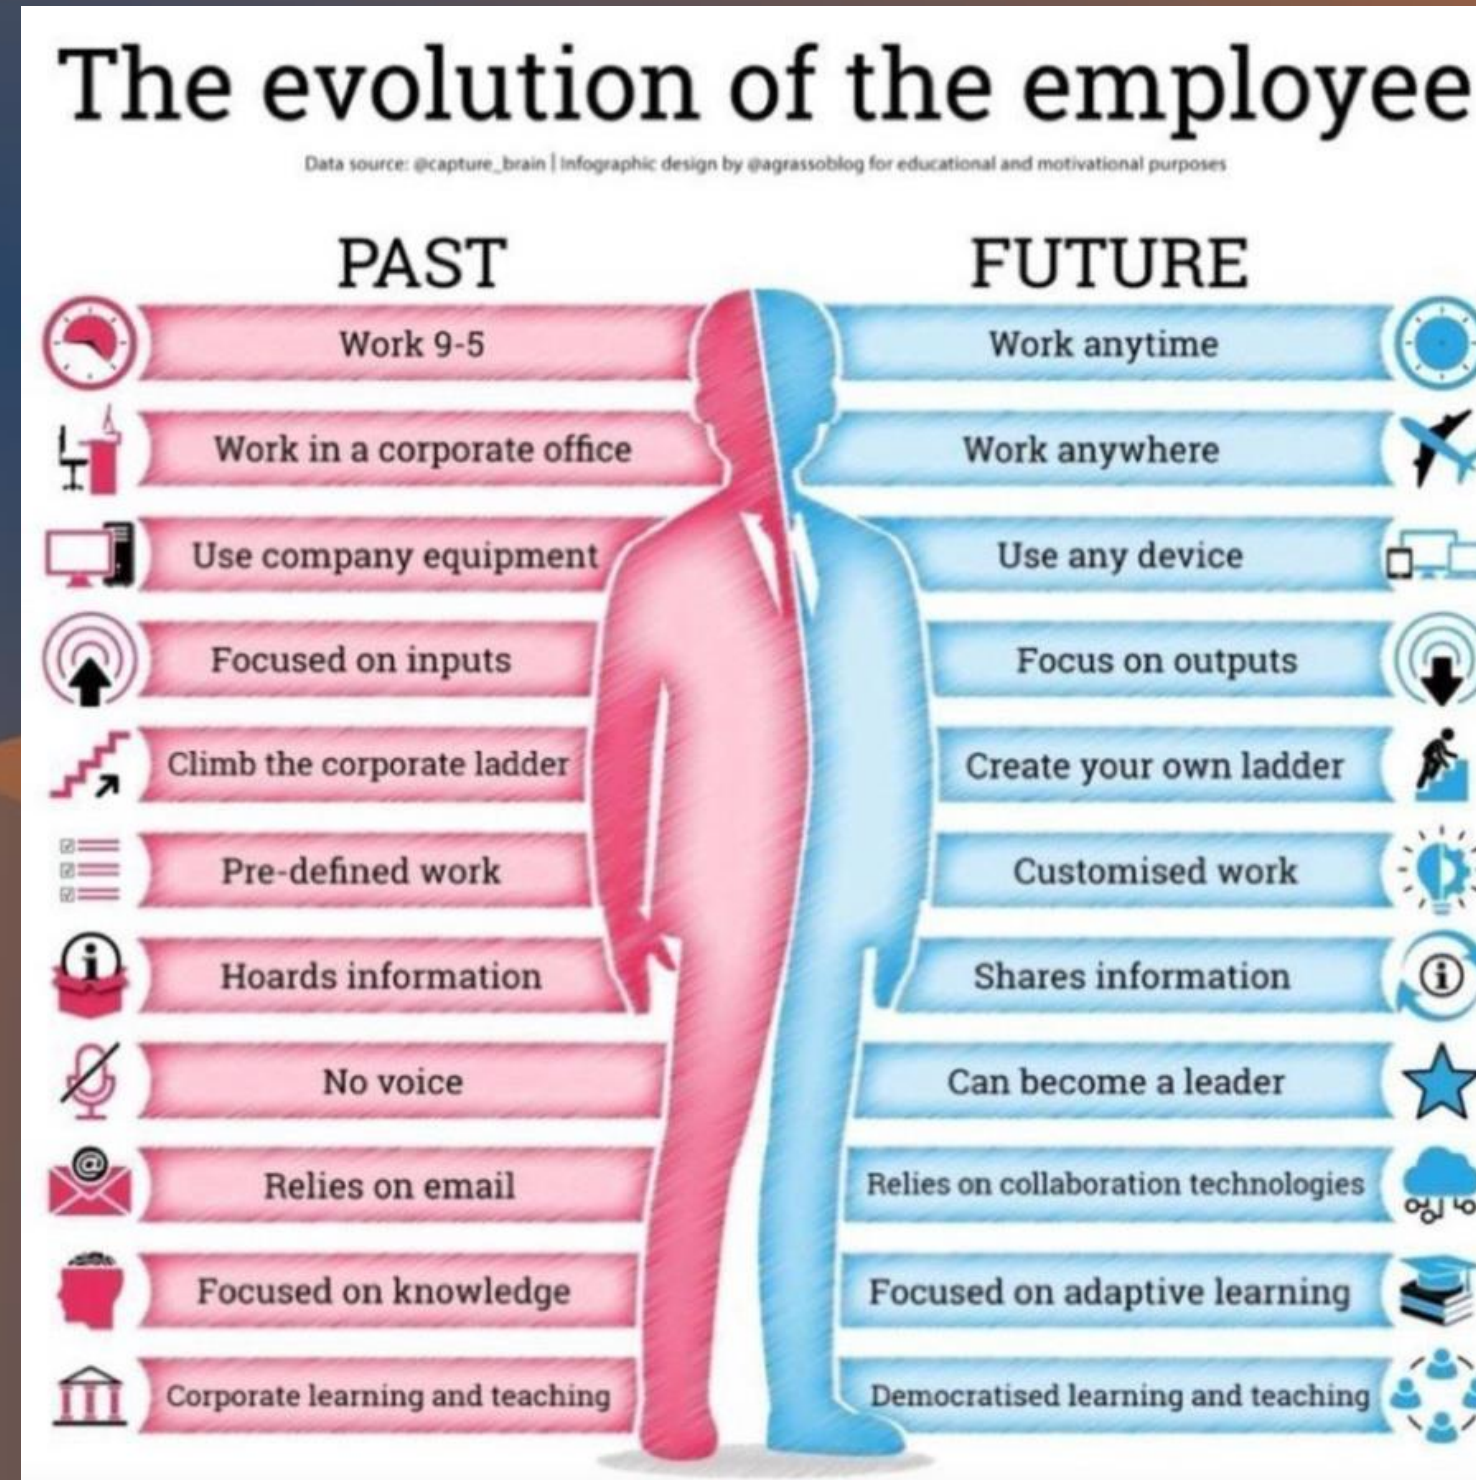 The evolution of the employee
Data source: @capture_brain | Infographic design by @agrassoblog for educational and motivational purposes
PAST
FUTURE
Work 9-5
Work anytime
Work in a corporate office
Work anywhere
Use company equipment
Use any device
Focused on inputs
Focus on outputs
Climb the corporate ladder
Create your own ladder
Pre-defined work
Customised work
Hoards information
Shares information
No voice
Can become a leader
Relies on email
Relies on collaboration technologies
Focused on knowledge
Focused on adaptive learning
Corporate learning and teaching
Democratised learning and teaching